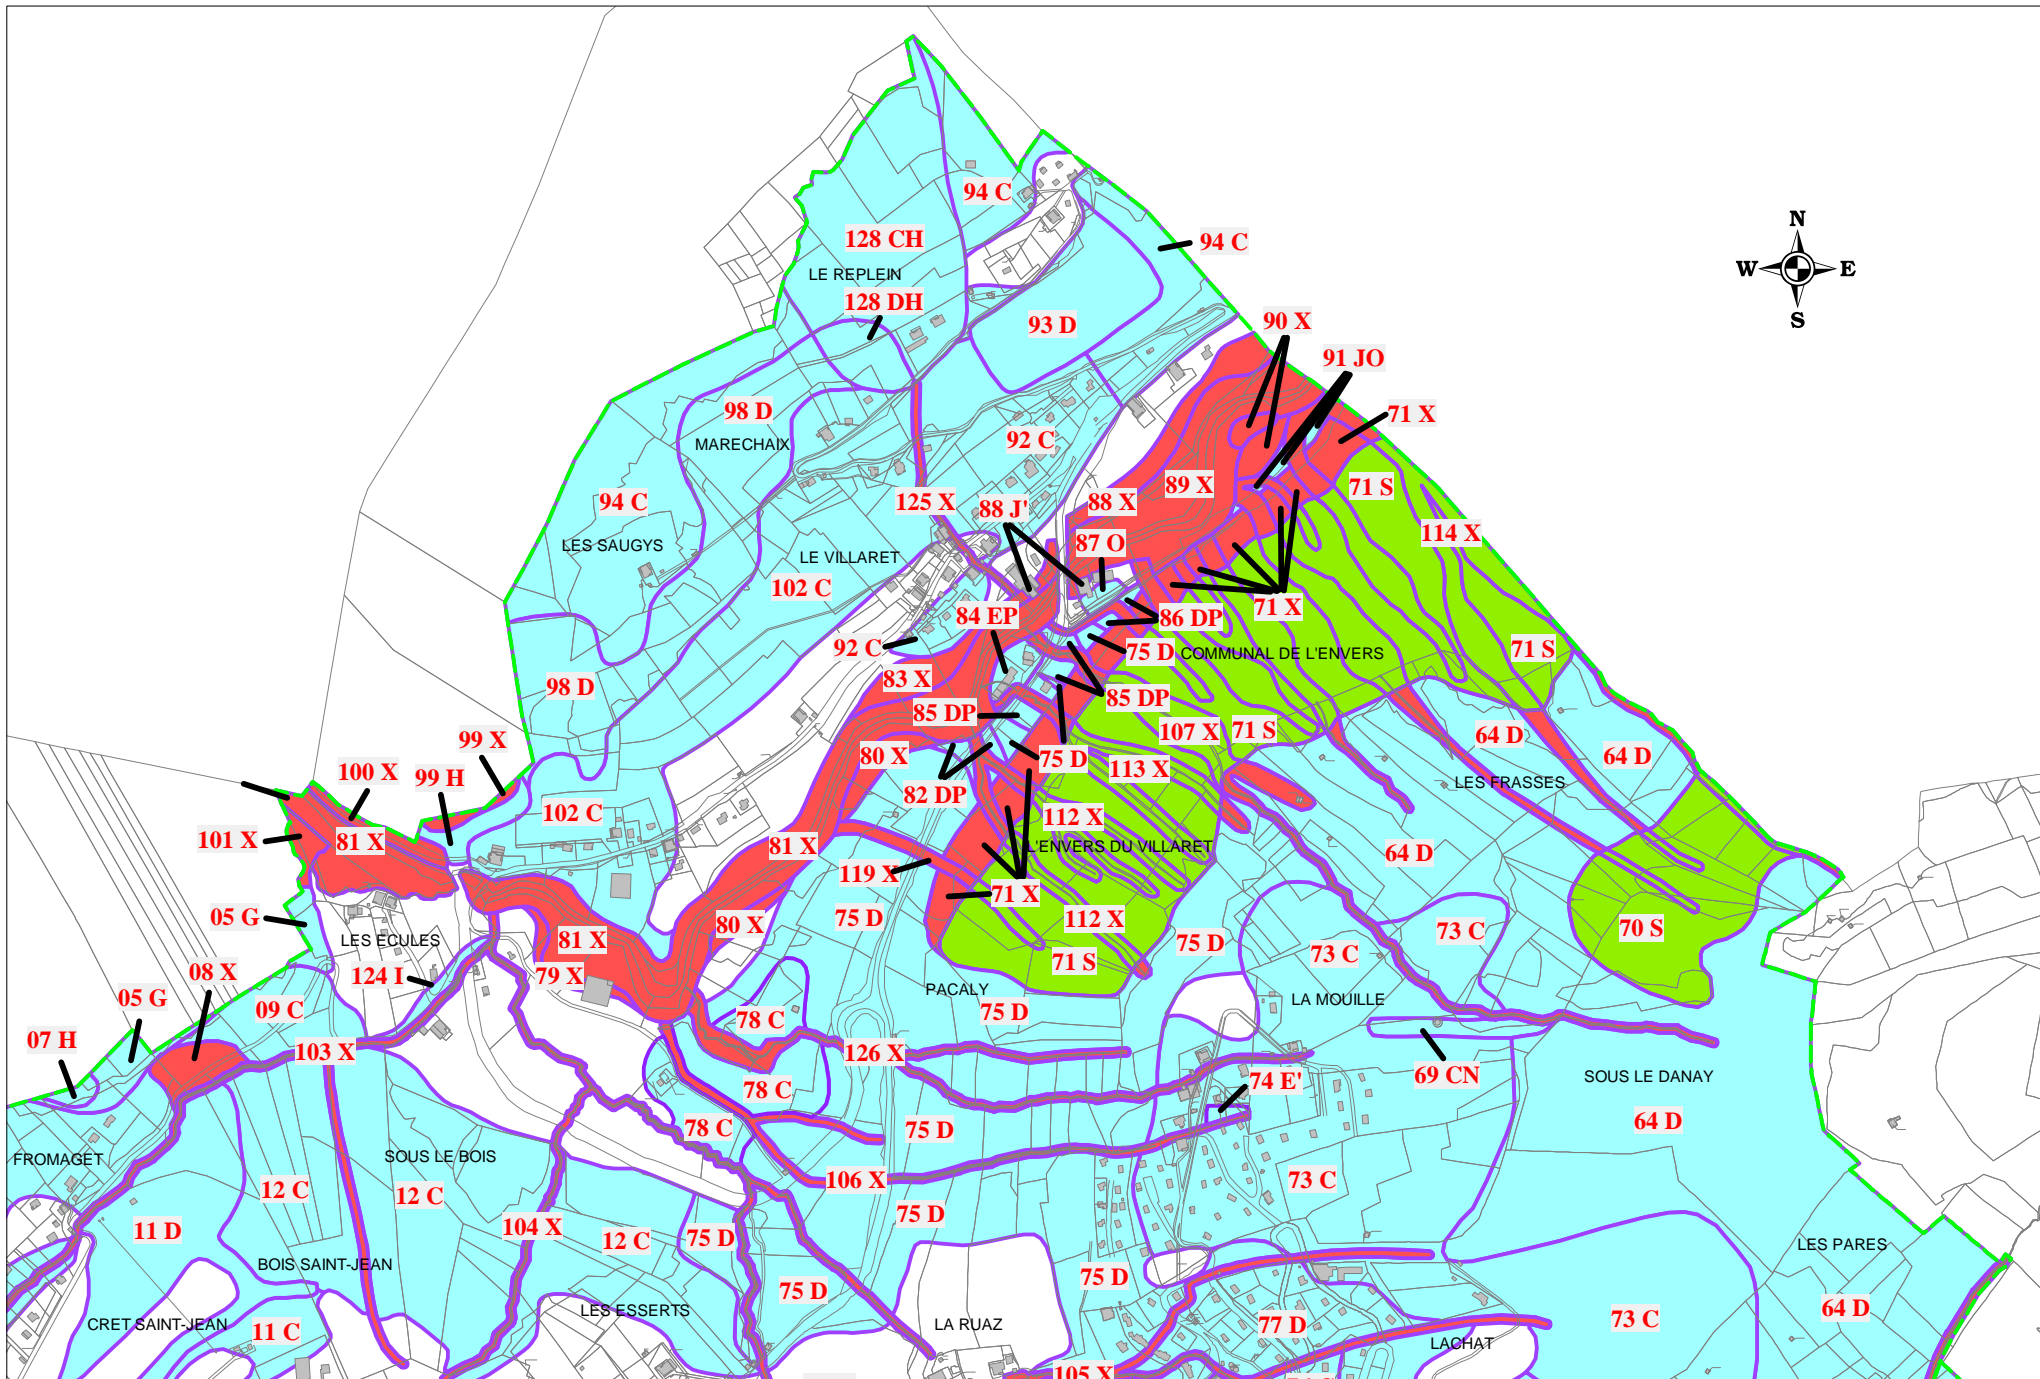 94 C
128 CH
94 C
N
W E
S
LE REPLEIN
128 DH
93 D
90 X
91 JO
98 D
MARECHAIX
92 C
71 X
94 C
125 X
88 J'
88 X
89 X
71 S
114 X
LES SAUGYS
LE VILLARET
87 O
102 C
84 EP
71 X
86 DP
92 C
75 D
COMMUNAL DE L'ENVERS
71 S
98 D
83 X
85 DP
85 DP
107 X
71 S
64 D
99 X
80 X
75 D
64 D
100 X
99 H
82 DP
113 X
LES FRASSES
102 C
101 X
81 X
81 X
112 X
L'ENVERS DU VILLARET
64 D
119 X
71 X
05 G
75 D
112 X
80 X
LES ECULES
81 X
75 D
73 C
73 C
70 S
08 X
124 I
79 X
71 S
05 G
09 C
PACALY
75 D
LA MOUILLE
78 C
07 H
103 X
126 X
69 CN
SOUS LE DANAY
78 C
74 E'
78 C
75 D
64 D
FROMAGET
SOUS LE BOIS
106 X
12 C
12 C
73 C
11 D
104 X
12 C
75 D
75 D
LES PARES
BOIS SAINT-JEAN
75 D
75 D
CRET SAINT-JEAN
11 C
LES ESSERTS
LA RUAZ
77 D
LACHAT
73 C
64 D
105 X